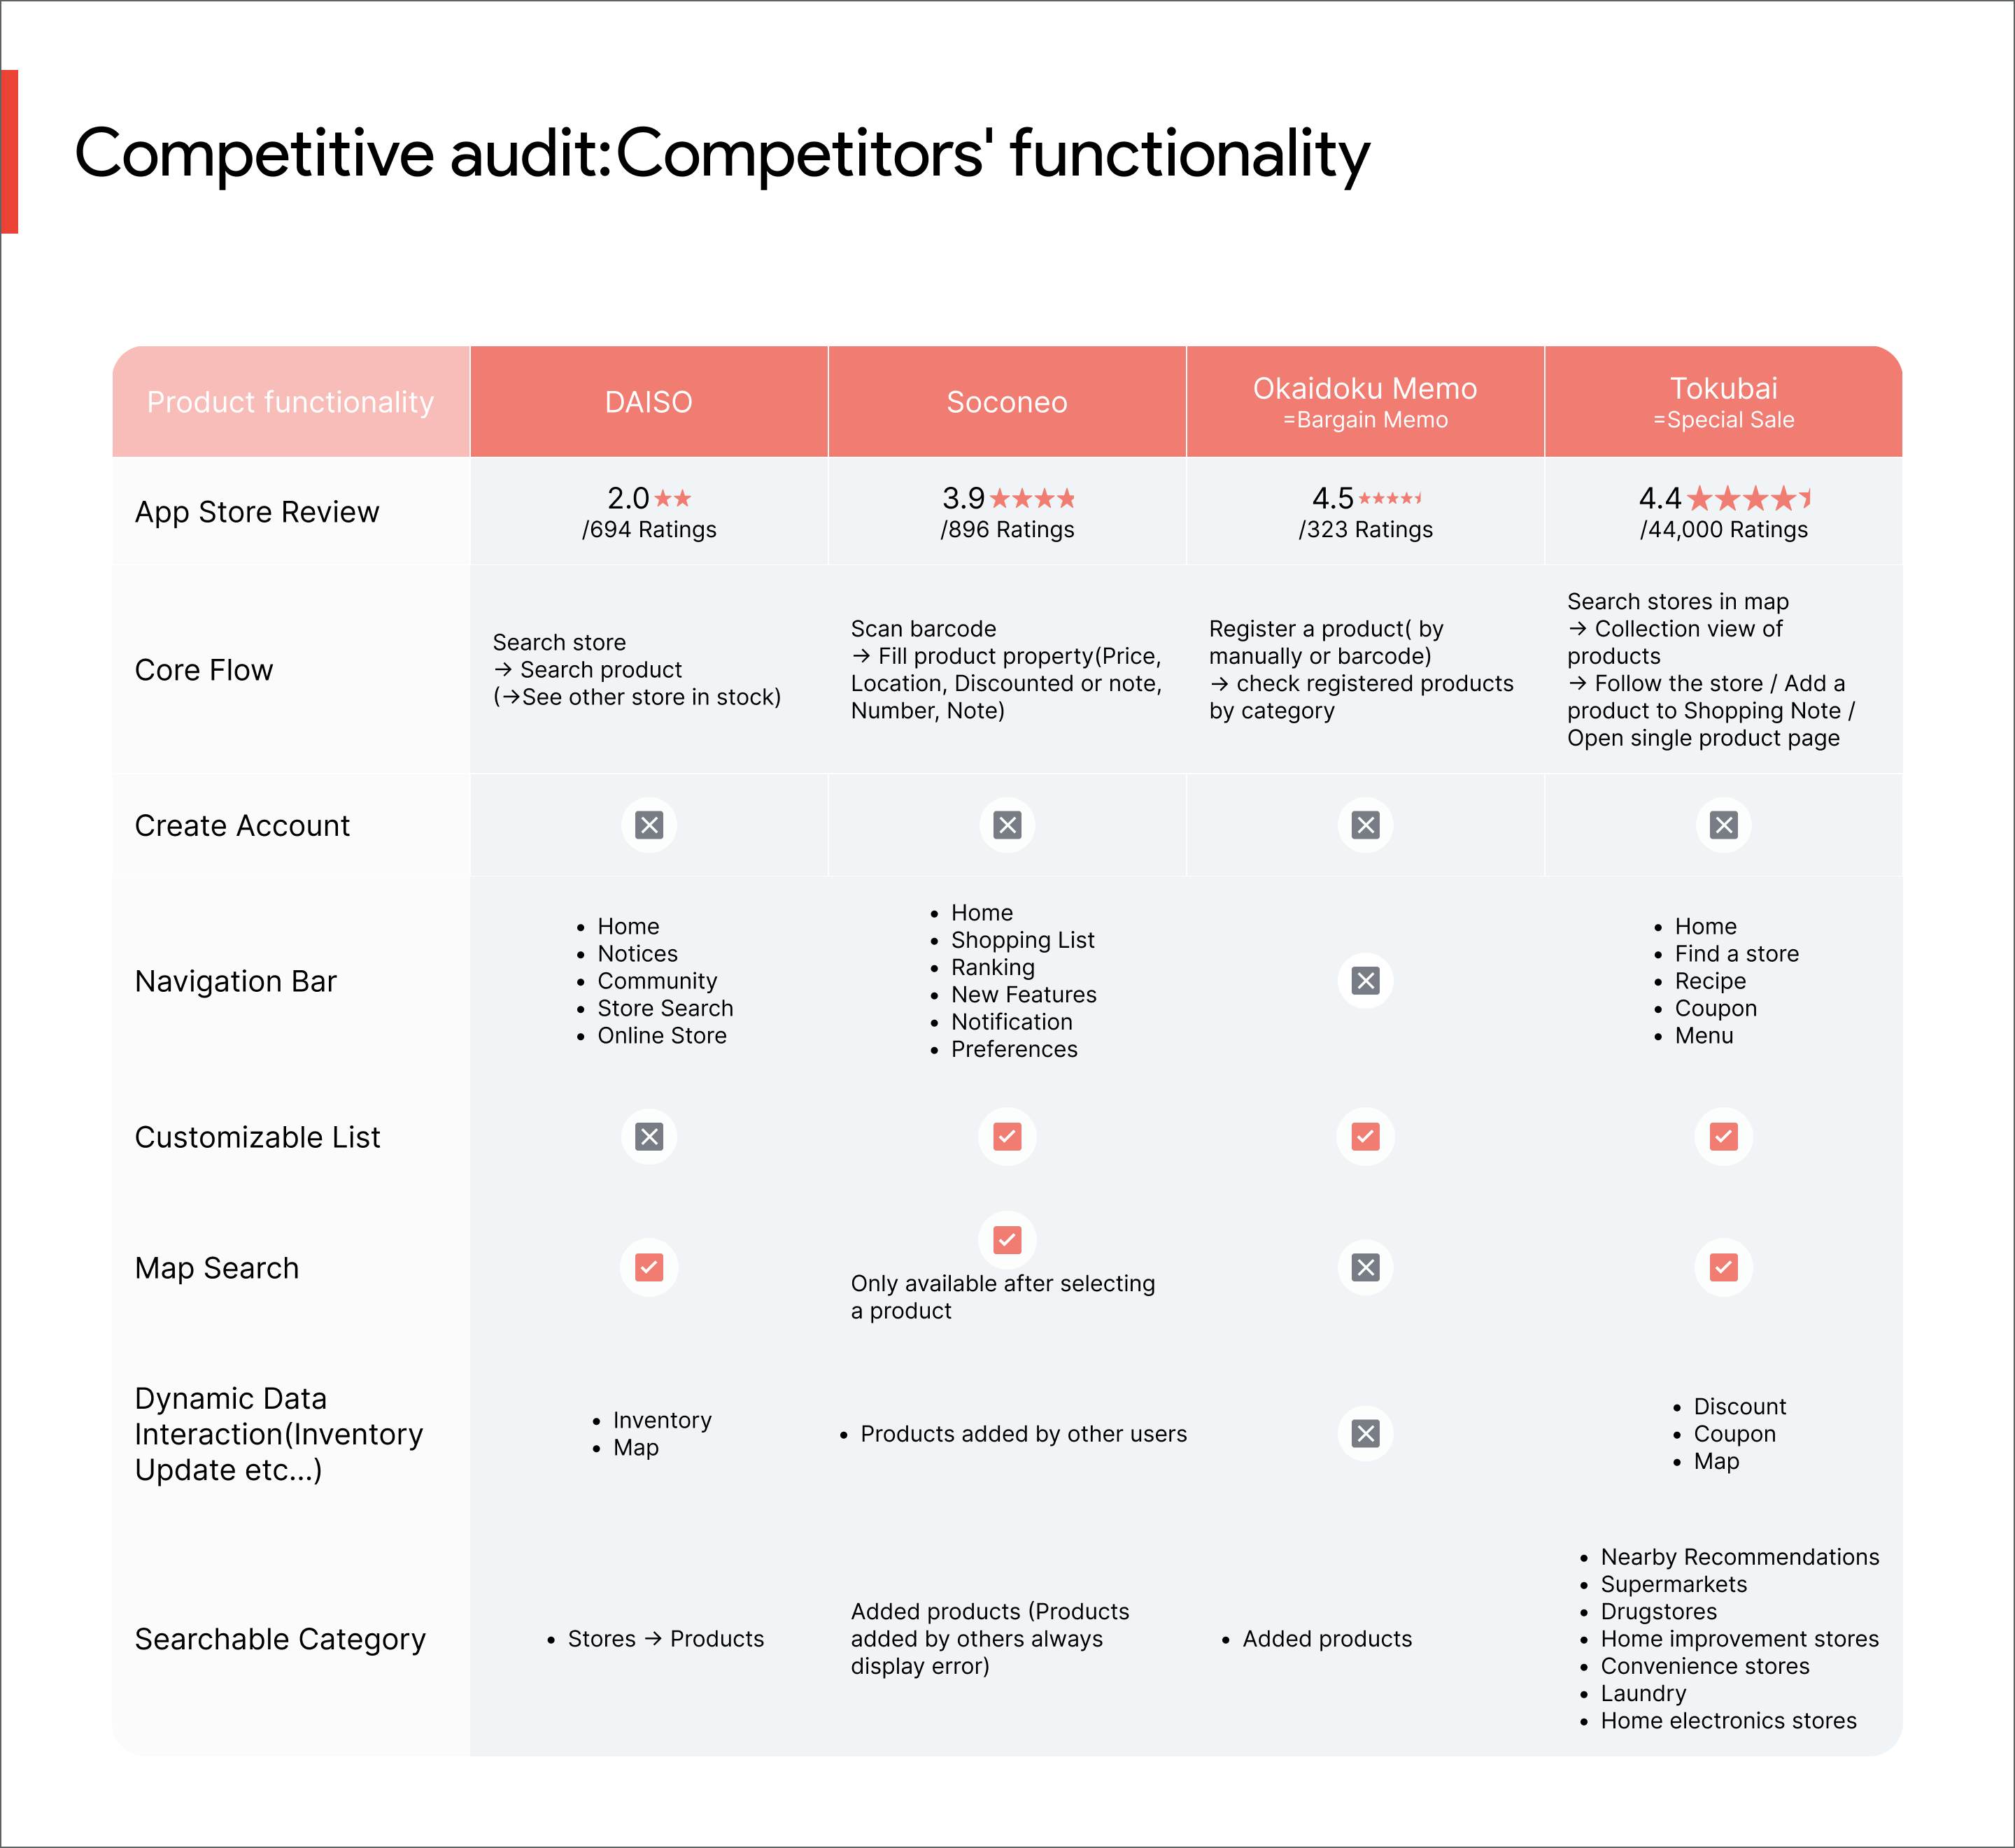 Competitive audit:Competitors' functionality
Product functionality
DAISO
Soconeo
Okaidoku Memo
=Bargain Memo
Tokubai
=Special Sale
App Store Review
2.0
/694 Ratings
3.9
/896 Ratings
4.5
/323 Ratings
4.4
/44,000 Ratings
Core Flow
Search store
→ Search product
(→See other store in stock)
Scan barcode
→ Fill product property(Price,
Location, Discounted or note,
Number, Note)
Register a product( by
manually or barcode)
→ check registered products
by category
Search stores in map
→ Collection view of
products
→ Follow the store / Add a
product to Shopping Note /
Open single product page
Create Account
Navigation Bar
• Home
• Notices
• Community
• Store Search
• Online Store
• Home
• Shopping List
• Ranking
• New Features
• Notification
• Preferences
• Home
• Find a store
• Recipe
• Coupon
• Menu
Customizable List
Map Search
Only available after selecting
a product
Dynamic Data
Interaction(Inventory
Update etc...)
• Inventory
• Map
• Products added by other users
• Discount
• Coupon
• Map
Searchable Category
• Stores → Products
Added products (Products
added by others always
display error)
• Added products
• Nearby Recommendations
• Supermarkets
• Drugstores
• Home improvement stores
• Convenience stores
• Laundry
• Home electronics stores